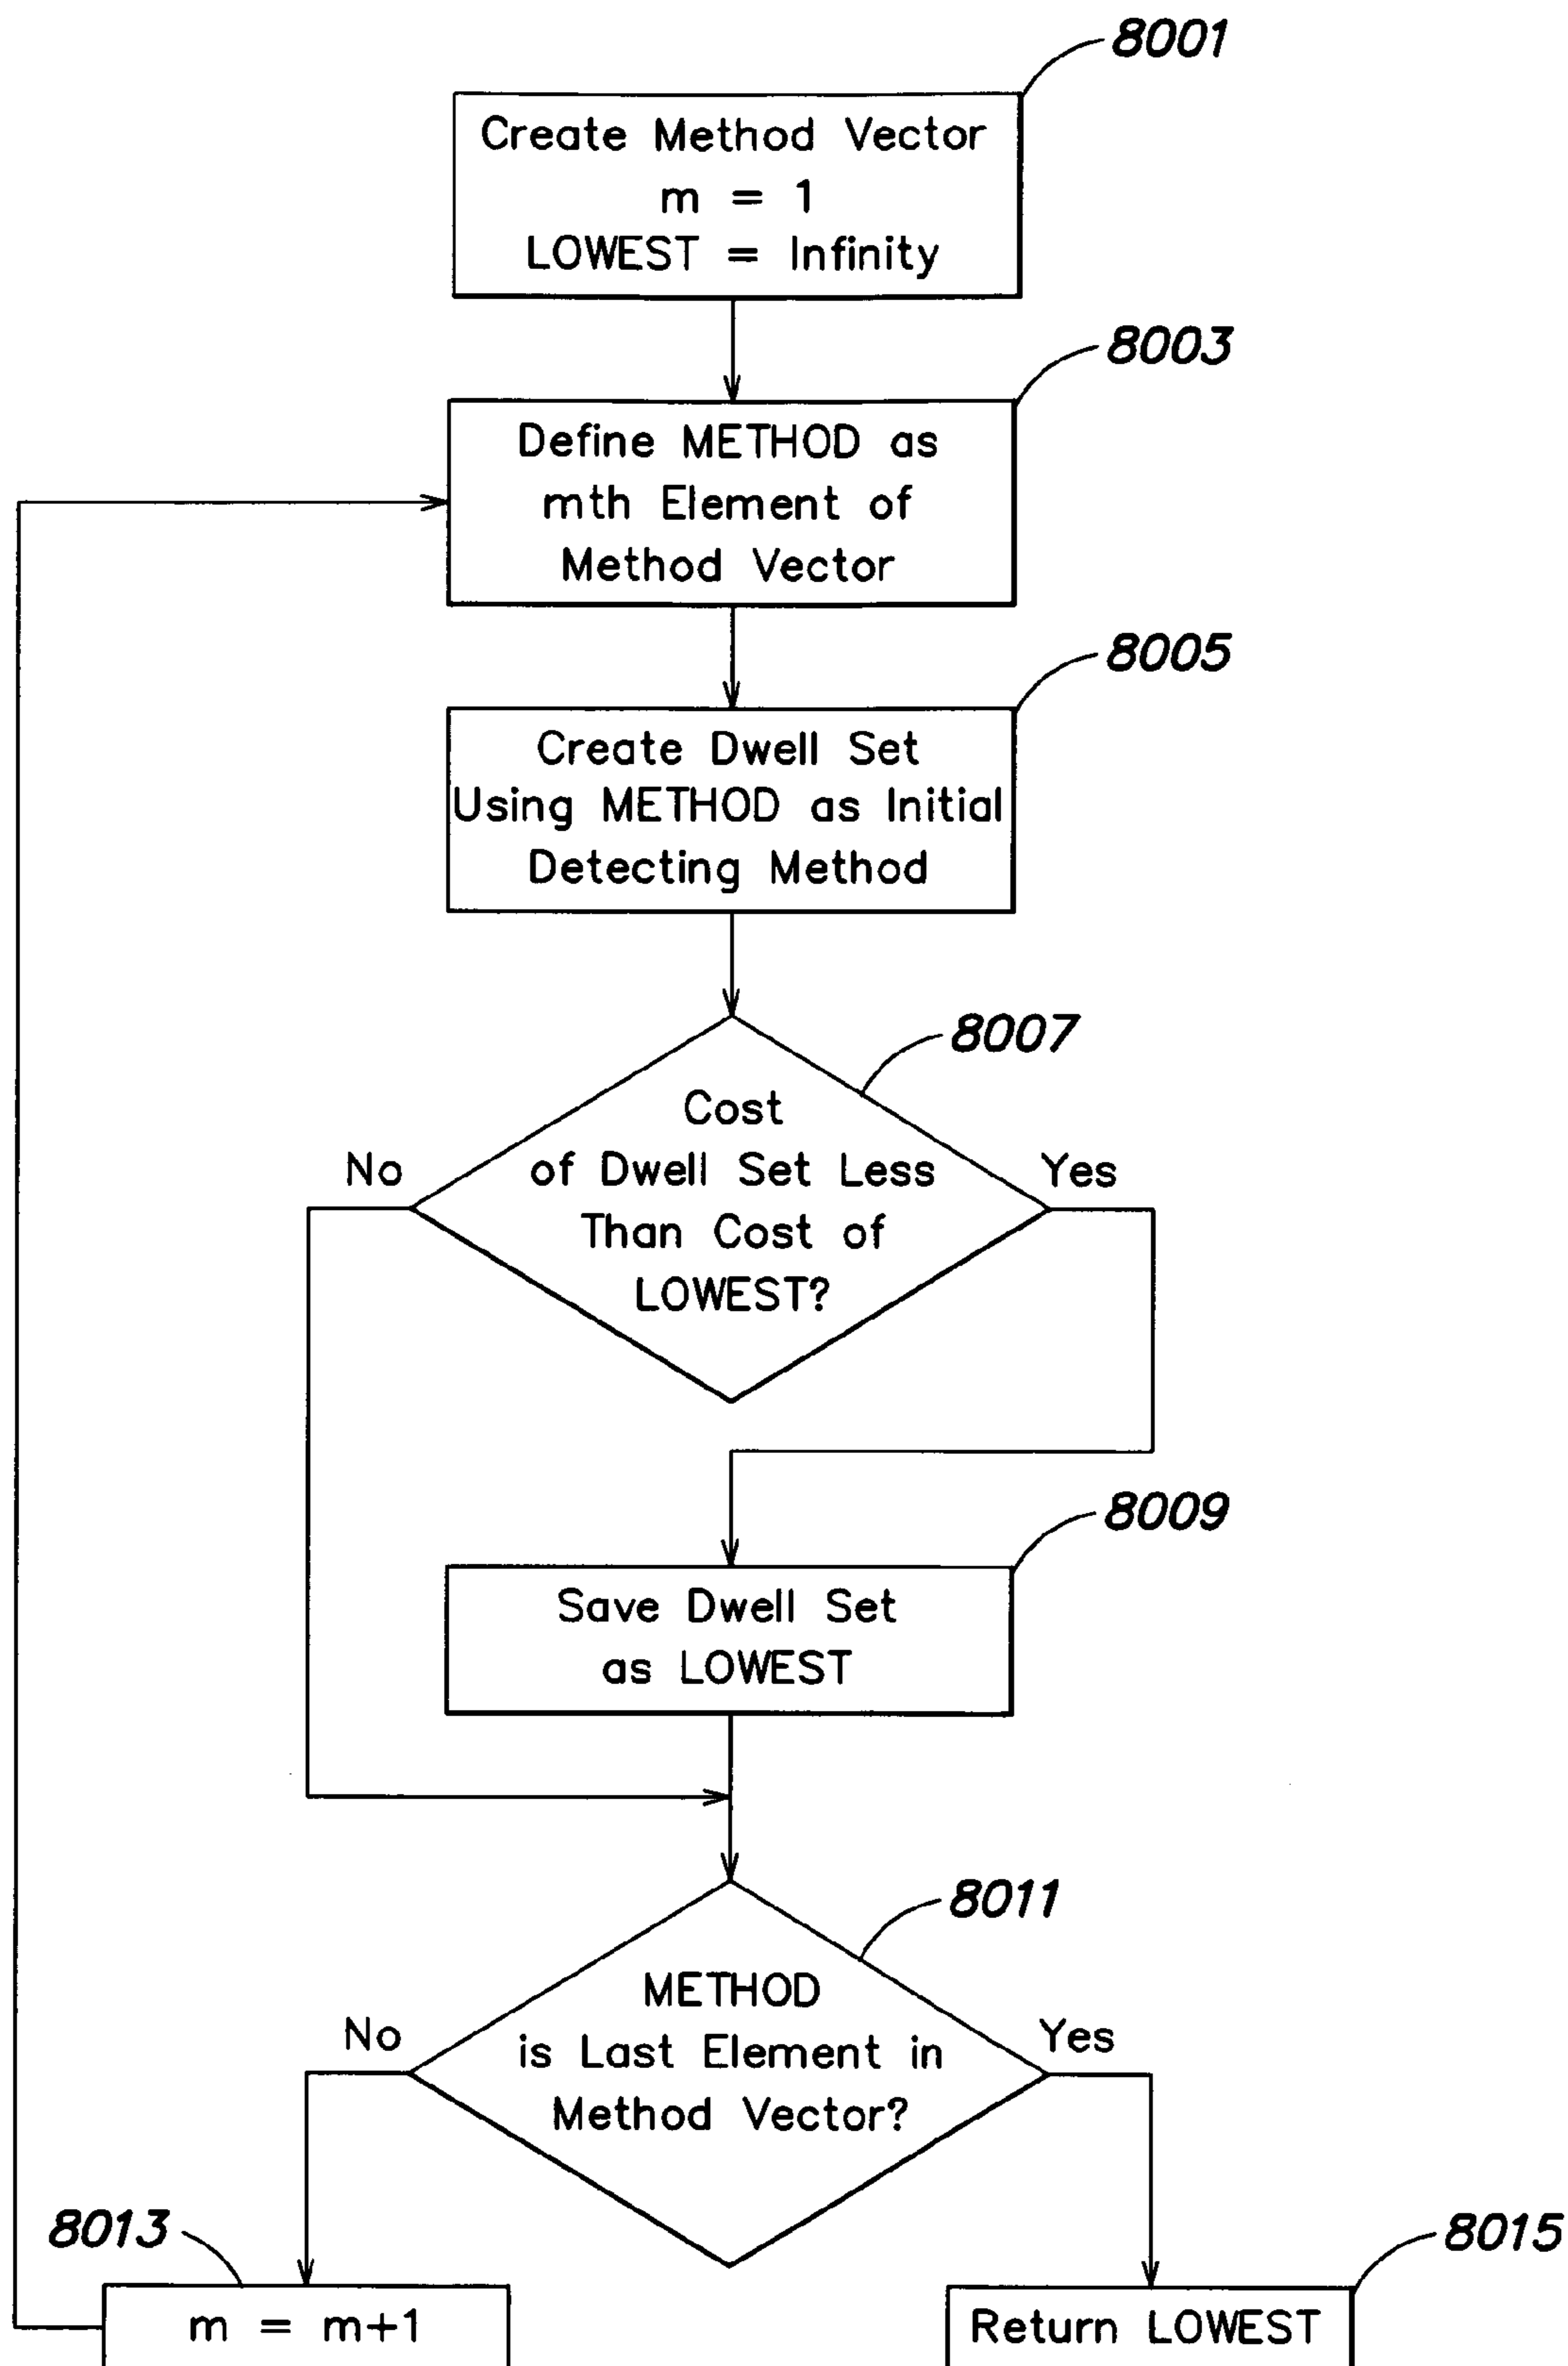 8001
Create Method Vector
m = 1
LOWEST = Infinity
8003
Define METHOD as
mth Element of
Method Vector
8005
Create Dwell Set
Using METHOD as Initial
Detecting Method
8007
Cost
of Dwell Set Less
Than Cost of
LOWEST?
No
Yes
8009
Save Dwell Set
as LOWEST
8011
METHOD
is Last Element in
Method Vector?
No
Yes
8013
m = m+1
8015
Return LOWEST